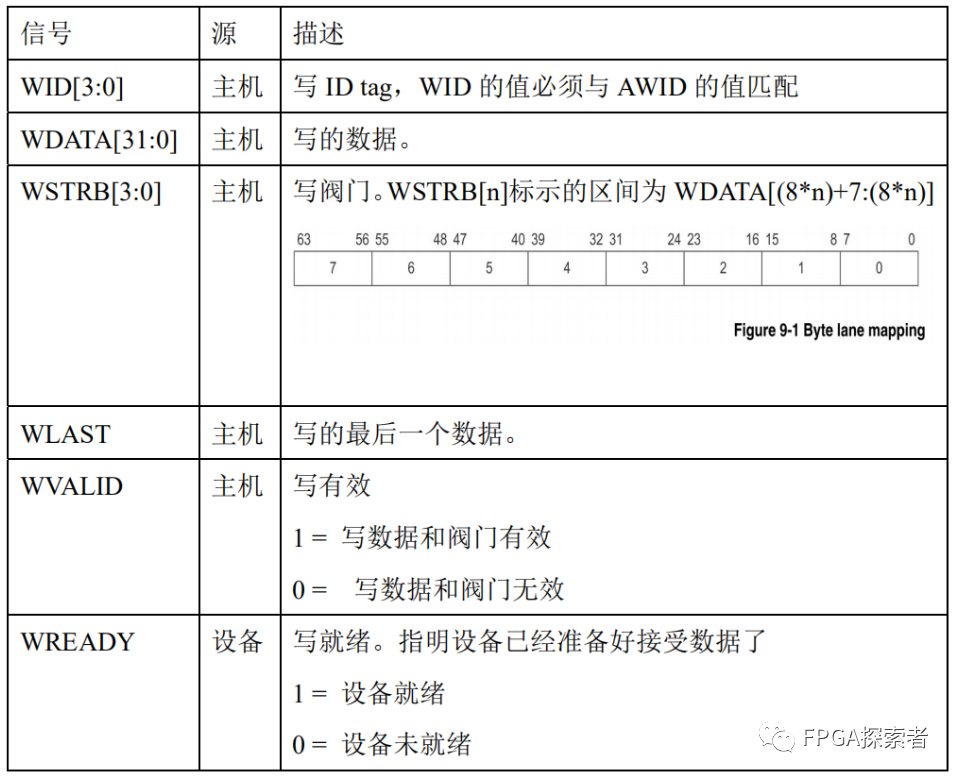 信号 源 描述
WID[3:0] 主机 写 ID tag，WID 的值必须与 AWID 的值匹配
WDATA[31:0] 主机 写的数据。
WSTRB[3:0] 主机 写阀门。WSTRB[n]标示的区间为 WDATA[(8*n)+7:(8*n)]
63 56 55 48 47 40 39 32 31 24 23 16 15 8 7 0
7 6 5 4 3 2 1 0
Figure 9-1 Byte lane mapping
WLAST 主机 写的最后一个数据。
WVALID 主机 写有效
1 = 写数据和阀门有效
0 = 写数据和阀门无效
WREADY 设备 写就绪。指明设备已经准备好接受数据了
1 = 设备就绪
0 = 设备未就绪
FPGA探索者